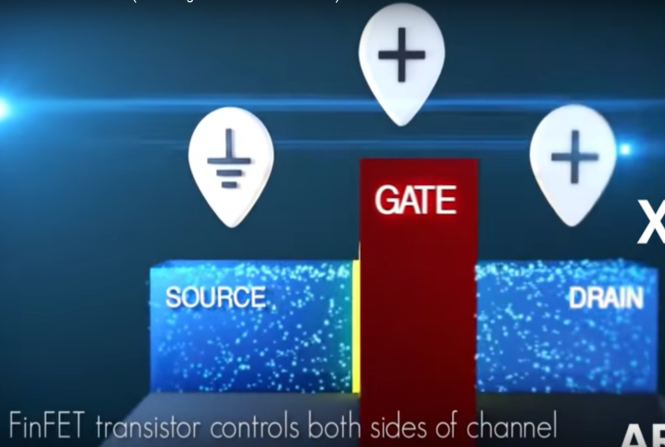 GATE
X
SOURCE
DRAIN
FinFET transistor controls both sides of channel